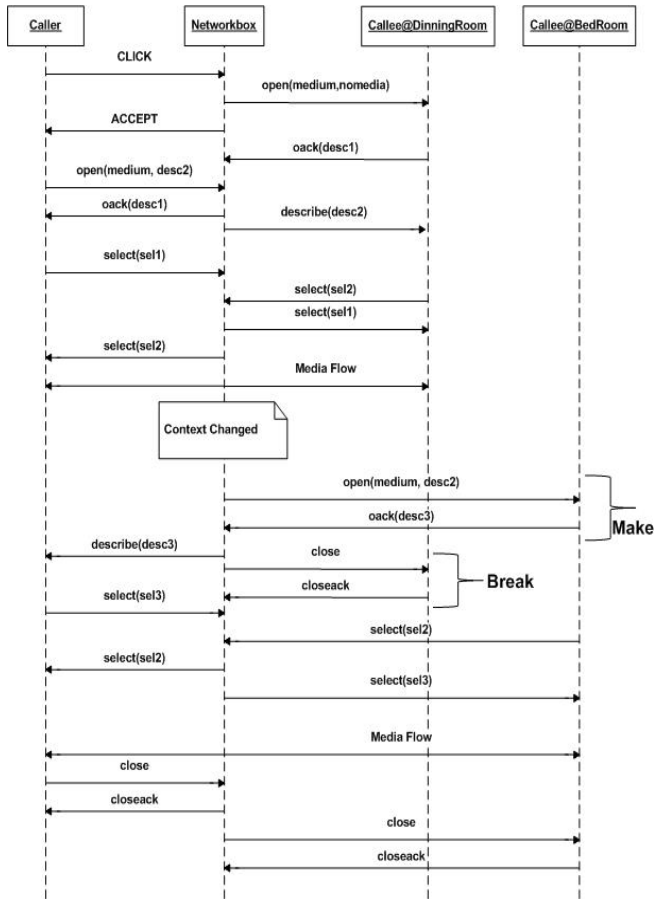 Caller
Networkbox
Callee@DinningRoom
Callee@BedRoom
CLICK
open(medium,nomedia)
ACCEPT
oack(desc1)
open(medium, desc2)
oack(desc1)
describe(desc2)
select(sel1)
select(sel2)
select(sel1)
select(sel2)
Media Flow
Context Changed
open(medium, desc2)
oack(desc3)
Make
describe(desc3)
close
Break
closeack
select(sel3)
select(sel2)
select(sel2)
select(sel3)
Media Flow
close
closeack
close
closeack